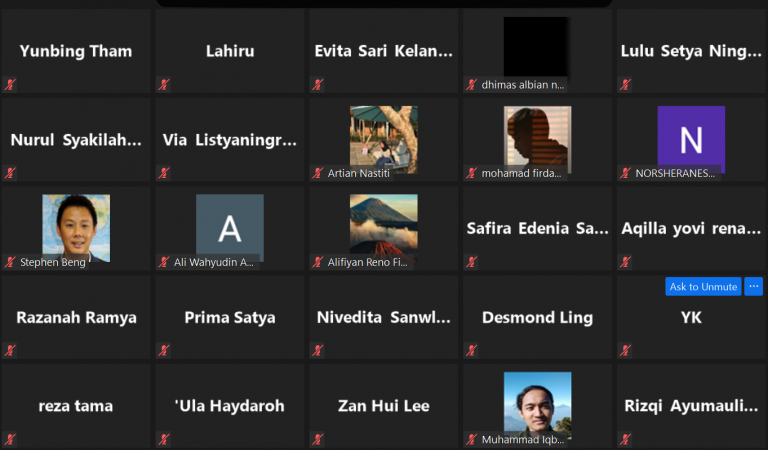 Yunbing Tham
Lahiru
Evita Sari Kelan...
dhimas albian n...
Lulu Setya Ning...
Nurul Syakilah...
Via Listyaningr...
Artian Nastiti
mohamad firda...
N
NORSHERANES...
Stephen Beng
A
Ali Wahyudin A...
Alifiyan Reno Fi...
Safira Edenia Sa...
Aqilla yovi rena...
Razanah Ramya
Prima Satya
Nivedita Sanwl...
Desmond Ling
Ask to Unmute
...
YK
reza tama
'Ula Haydaroh
Zan Hui Lee
Muhammad Iqb...
Rizqi Ayumauli...